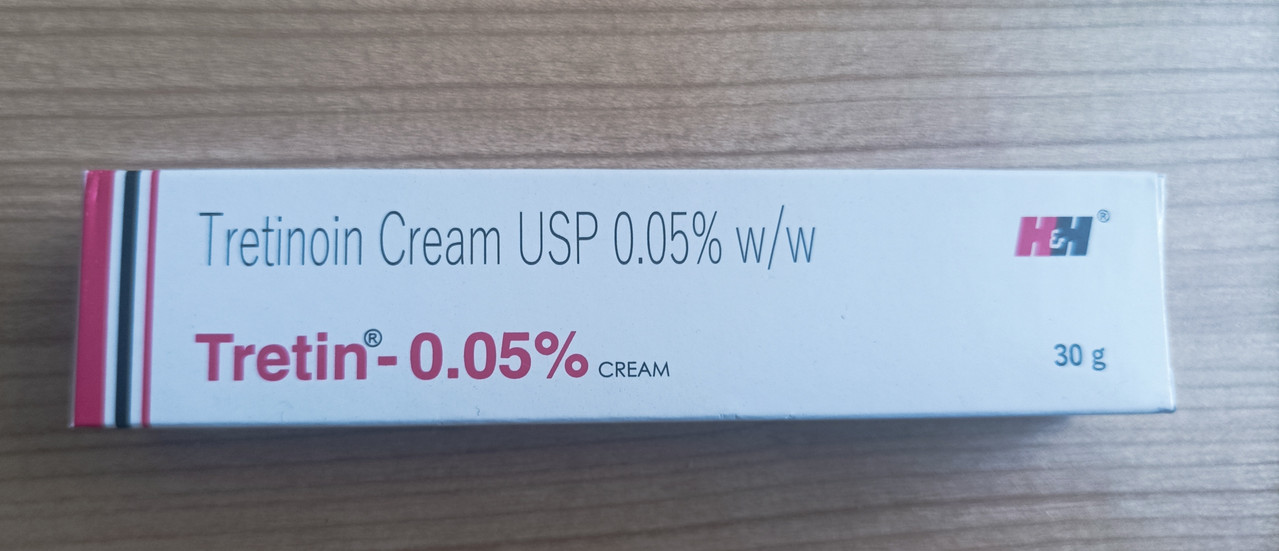 Tretinoin Cream USP 0.05% w/w
H&H®
Tretin®- 0.05% CREAM
30 g